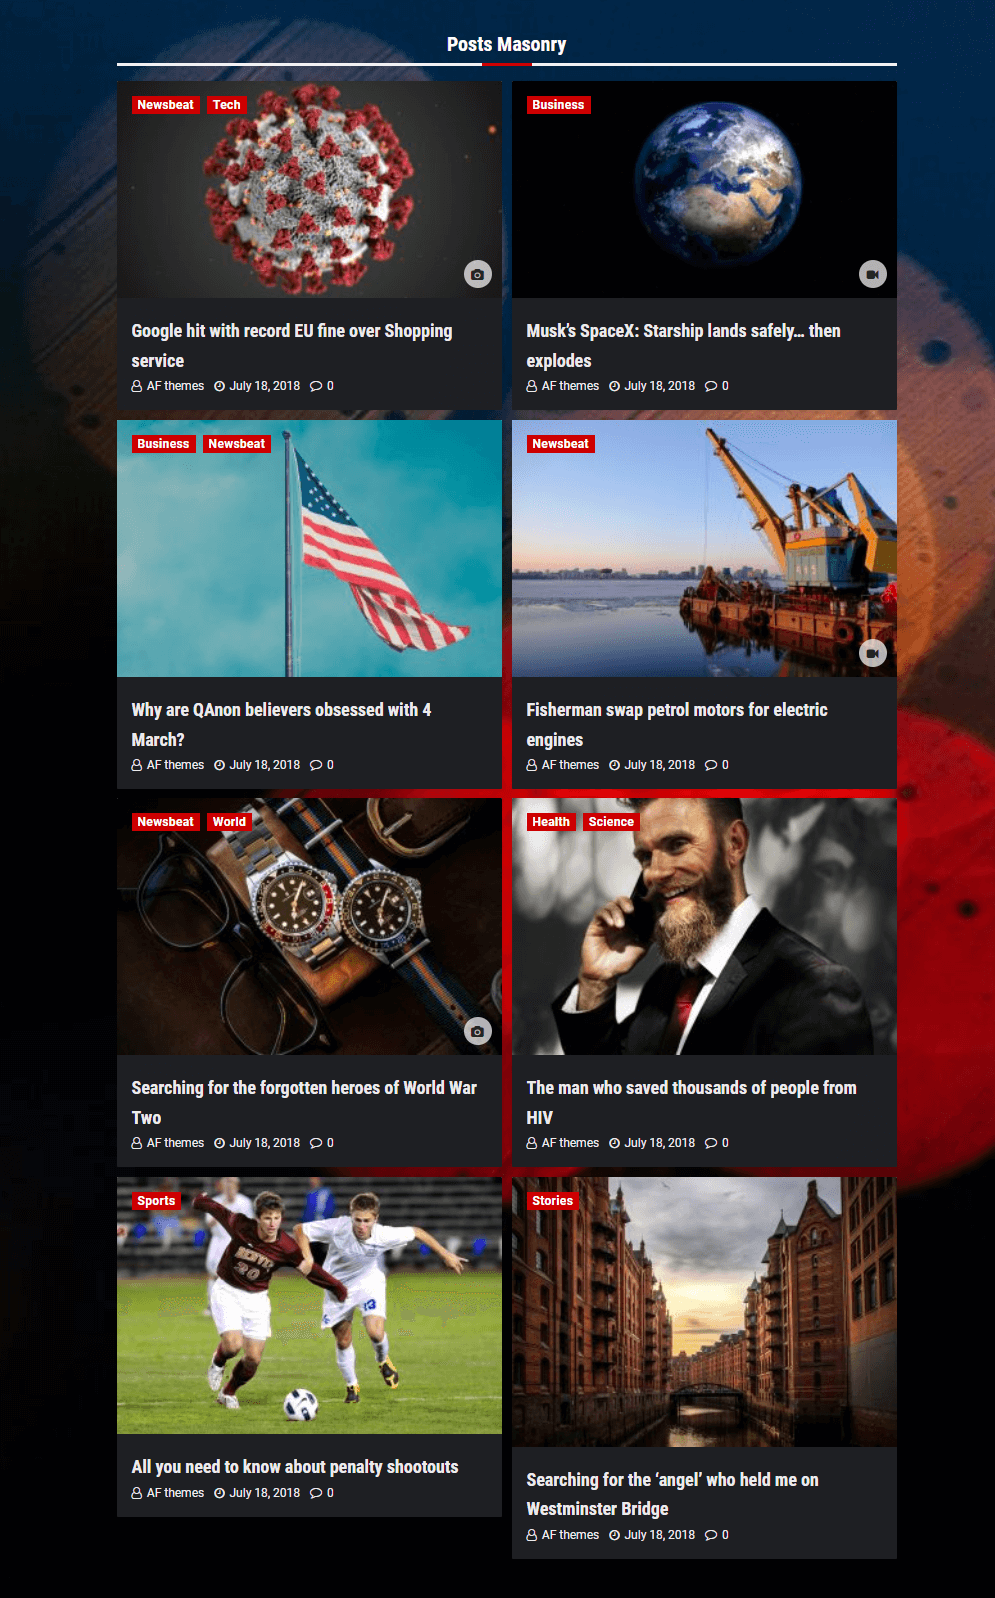 Posts Masonry
Newsbeat Tech
Google hit with record EU fine over Shopping
service
AF themes July 18, 2018 0
Business
Musk’s SpaceX: Starship lands safely… then
explodes
AF themes July 18, 2018 0
Business Newsbeat
Why are QAnon believers obsessed with 4
March?
AF themes July 18, 2018 0
Newsbeat
Fisherman swap petrol motors for electric
engines
AF themes July 18, 2018 0
Newsbeat World
Searching for the forgotten heroes of World War
Two
AF themes July 18, 2018 0
Health Science
The man who saved thousands of people from
HIV
AF themes July 18, 2018 0
Sports
20
13
All you need to know about penalty shootouts
AF themes July 18, 2018 0
Stories
Searching for the ‘angel’ who held me on
Westminster Bridge
AF themes July 18, 2018 0